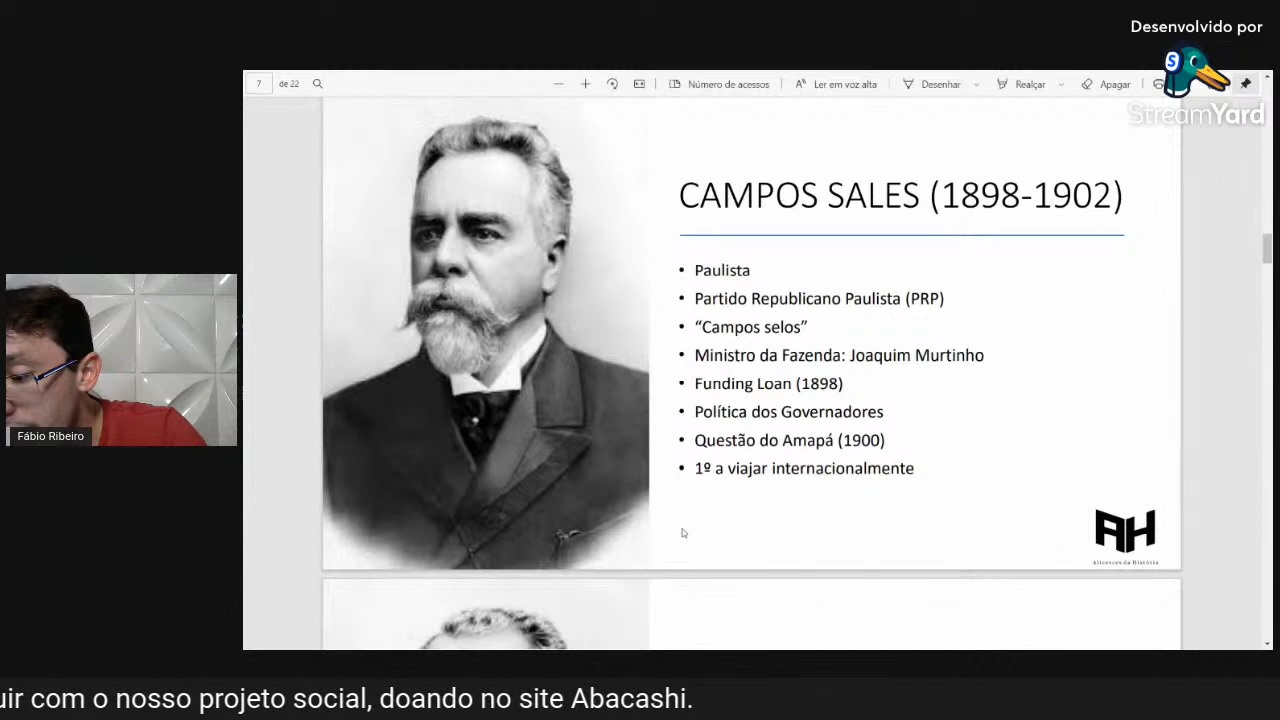 Desenvolvido por
S
StreamYard
7 de 22
Número de acessos
Ler em voz alta
Desenhar
Realçar
Apagar
CAMPOS SALES (1898-1902)
• Paulista
• Partido Republicano Paulista (PRP)
• “Campos selos”
• Ministro da Fazenda: Joaquim Murtinho
• Funding Loan (1898)
• Política dos Governadores
• Questão do Amapá (1900)
• 1º a viajar internacionalmente
AH
Alicerces da História
Fábio Ribeiro
uir com o nosso projeto social, doando no site Abacashi.